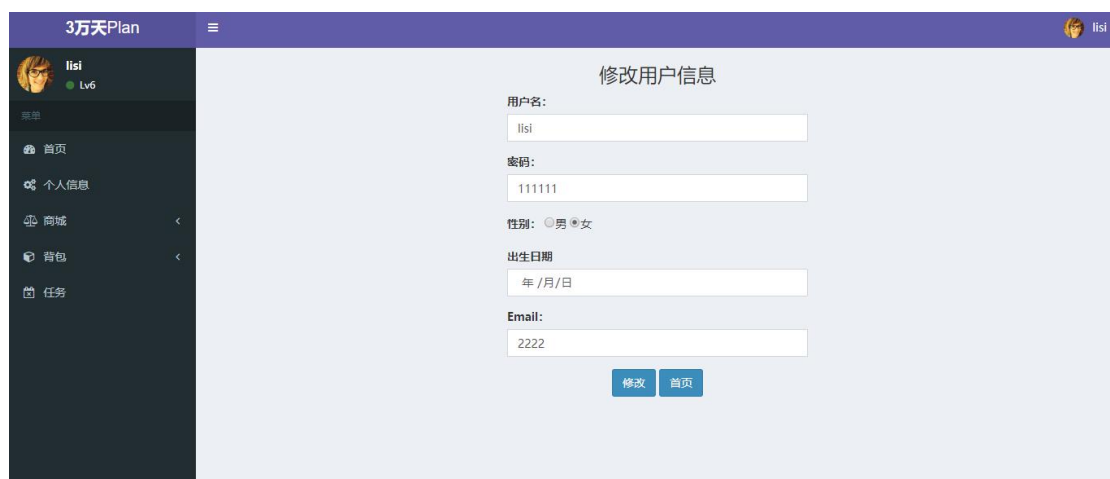 3万天Plan
lisi
lisi
Lv6
菜单
首页
个人信息
商城
背包
任务
修改用户信息
用户名:
lisi
密码:
111111
性别: 男 女
出生日期
年 /月/日
Email:
2222
修改 首页